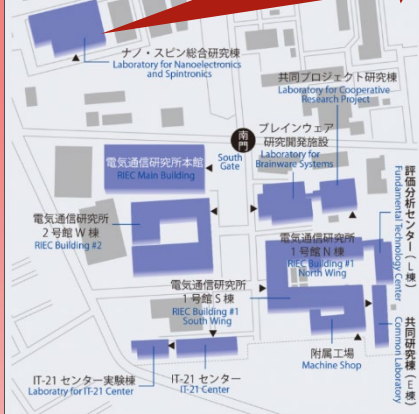 ナノ・スピン総合研究棟
Laboratory for Nanoelectronics
and Spintronics
共同プロジェクト研究棟
Laboratory for Cooperative
Research Project
南門
South
Gate
ブレインウェア
研究開発施設
Laboratory for
Brainware Systems
電気通信研究所本館
RIEC Main Building
評価分析センター(L棟)
Fundamental Technology Center
電気通信研究所
2号館W棟
RIEC Building #2
電気通信研究所
1号館N棟
RIEC Building #1
North Wing
電気通信研究所
1号館S棟
RIEC Building #1
South Wing
共同研究棟(E棟)
Common Laboratory
附属工場
Machine Shop
IT-21 センター実験棟
Laboratry for IT-21 Center
IT-21 センター
IT-21 Center